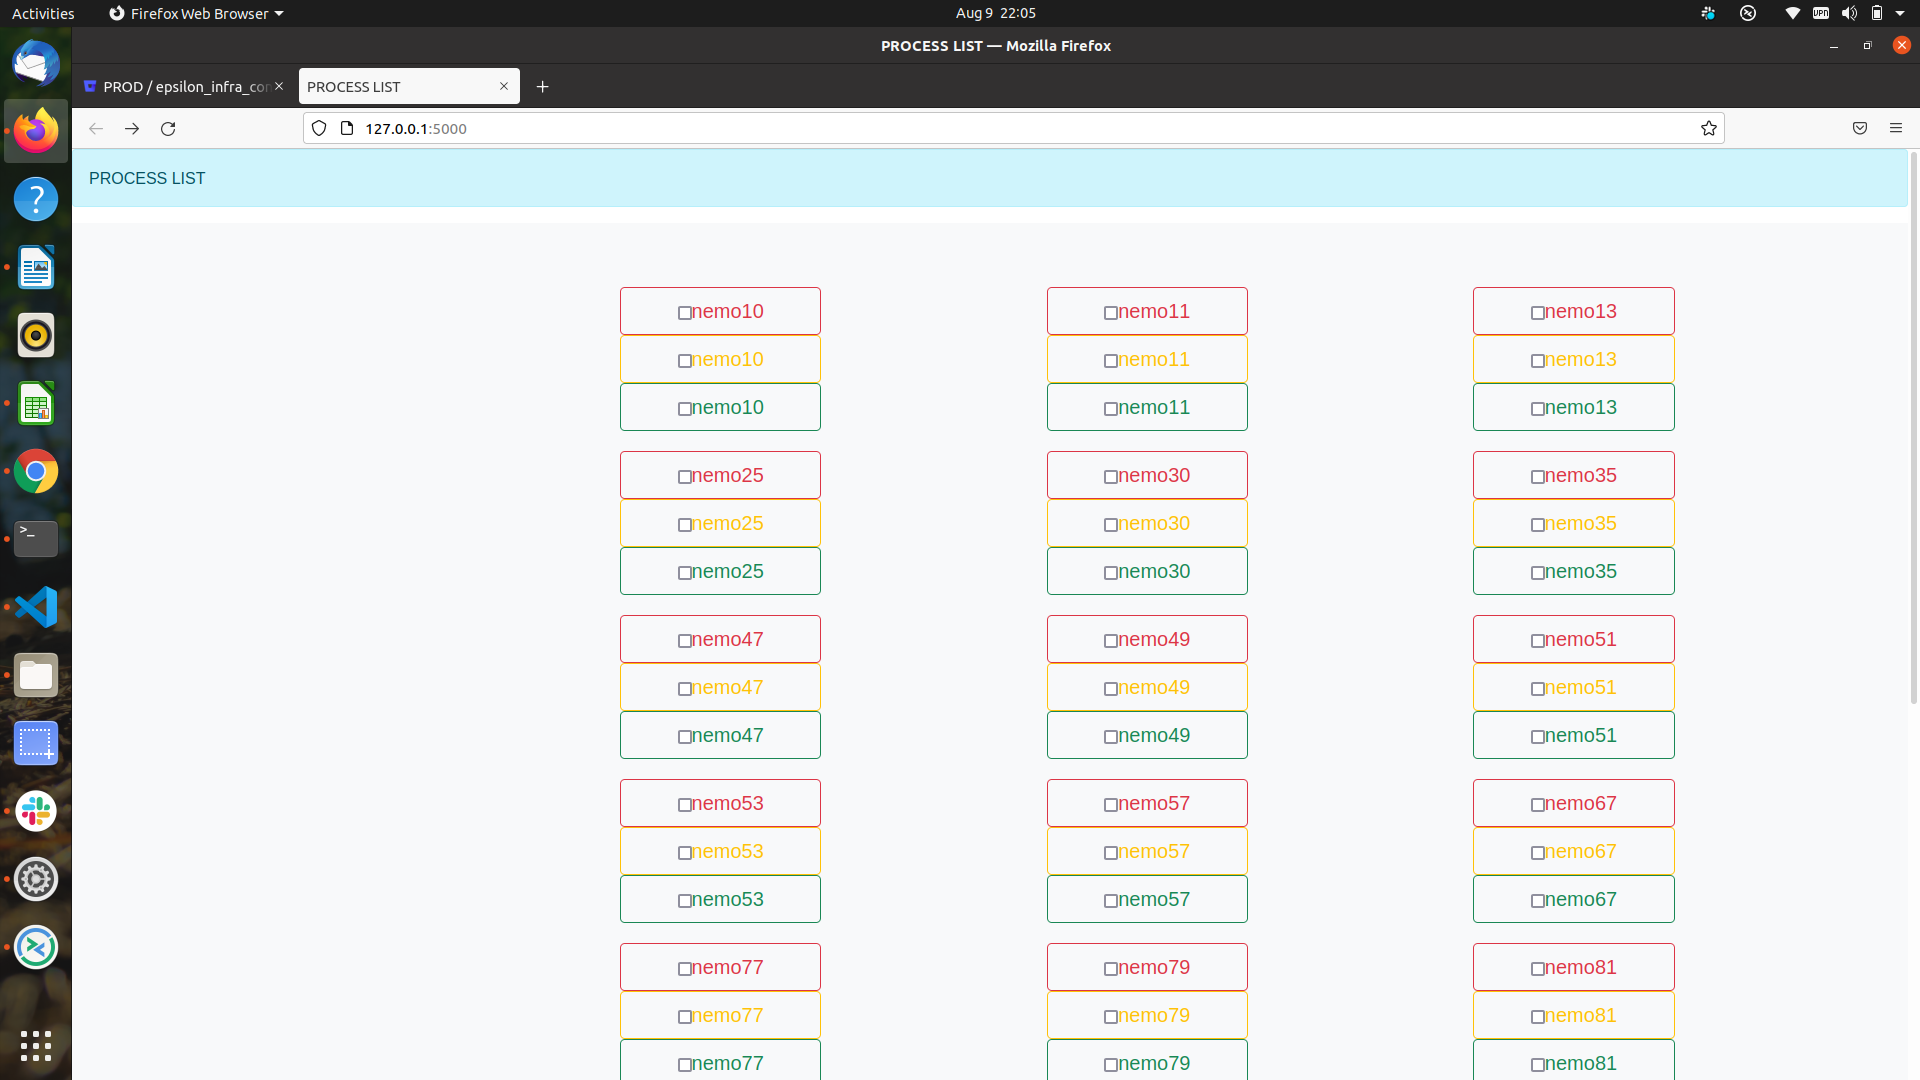 Activities
Firefox Web Browser
Aug 9 22:05
VPN
PROCESS LIST — Mozilla Firefox
PROD / epsilon_infra_con
PROCESS LIST
127.0.0.1:5000
PROCESS LIST
nemo10 nemo11 nemo13
nemo10 nemo11 nemo13
nemo10 nemo11 nemo13
nemo25 nemo30 nemo35
nemo25 nemo30 nemo35
nemo25 nemo30 nemo35
nemo47 nemo49 nemo51
nemo47 nemo49 nemo51
nemo47 nemo49 nemo51
nemo53 nemo57 nemo67
nemo53 nemo57 nemo67
nemo53 nemo57 nemo67
nemo77 nemo79 nemo81
nemo77 nemo79 nemo81
nemo77 nemo79 nemo81